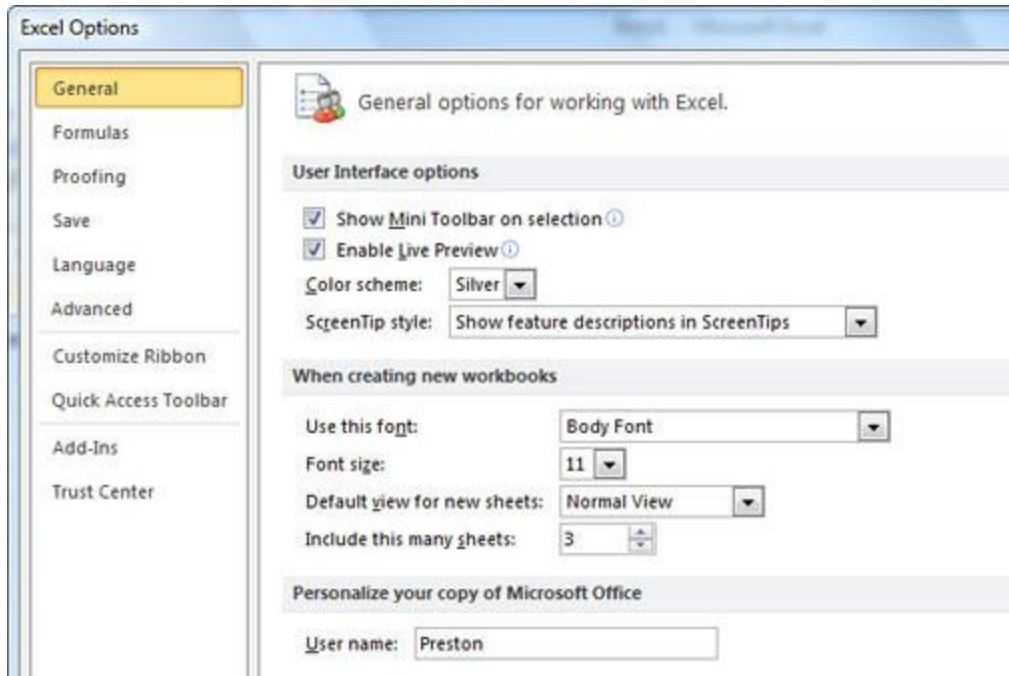 Excel Options
General
Formulas
Proofing
Save
Language
Advanced
Customize Ribbon
Quick Access Toolbar
Add-Ins
Trust Center
General options for working with Excel.
User Interface options
Show Mini Toolbar on selection
Enable Live Preview
Color scheme: Silver
ScreenTip style: Show feature descriptions in ScreenTips
When creating new workbooks
Use this font: Body Font
Font size: 11
Default view for new sheets: Normal View
Include this many sheets: 3
Personalize your copy of Microsoft Office
User name: Preston